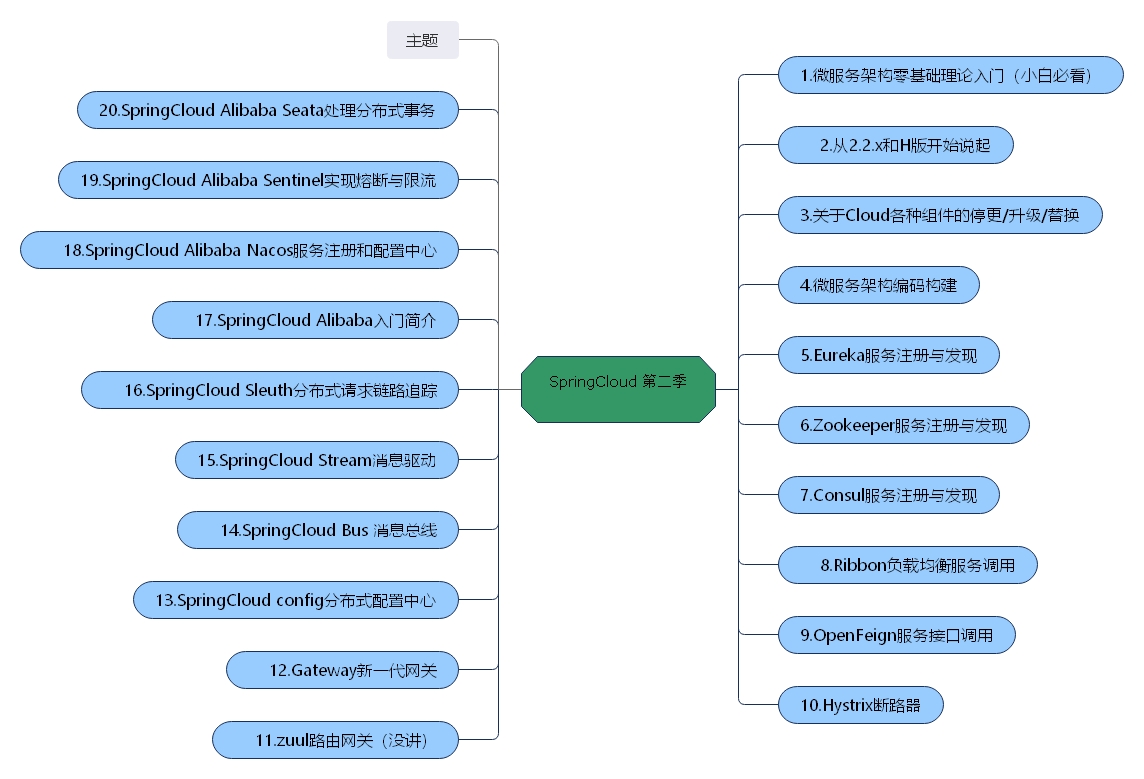 主题
20.SpringCloud Alibaba Seata处理分布式事务
19.SpringCloud Alibaba Sentinel实现熔断与限流
18.SpringCloud Alibaba Nacos服务注册和配置中心
17.SpringCloud Alibaba入门简介
16.SpringCloud Sleuth分布式请求链路追踪
15.SpringCloud Stream消息驱动
14.SpringCloud Bus 消息总线
13.SpringCloud config分布式配置中心
12.Gateway新一代网关
11.zuul路由网关（没讲）
SpringCloud 第二季
1.微服务架构零基础理论入门（小白必看）
2.从2.2.x和H版开始说起
3.关于Cloud各种组件的停更/升级/替换
4.微服务架构编码构建
5.Eureka服务注册与发现
6.Zookeeper服务注册与发现
7.Consul服务注册与发现
8.Ribbon负载均衡服务调用
9.OpenFeign服务接口调用
10.Hystrix断路器